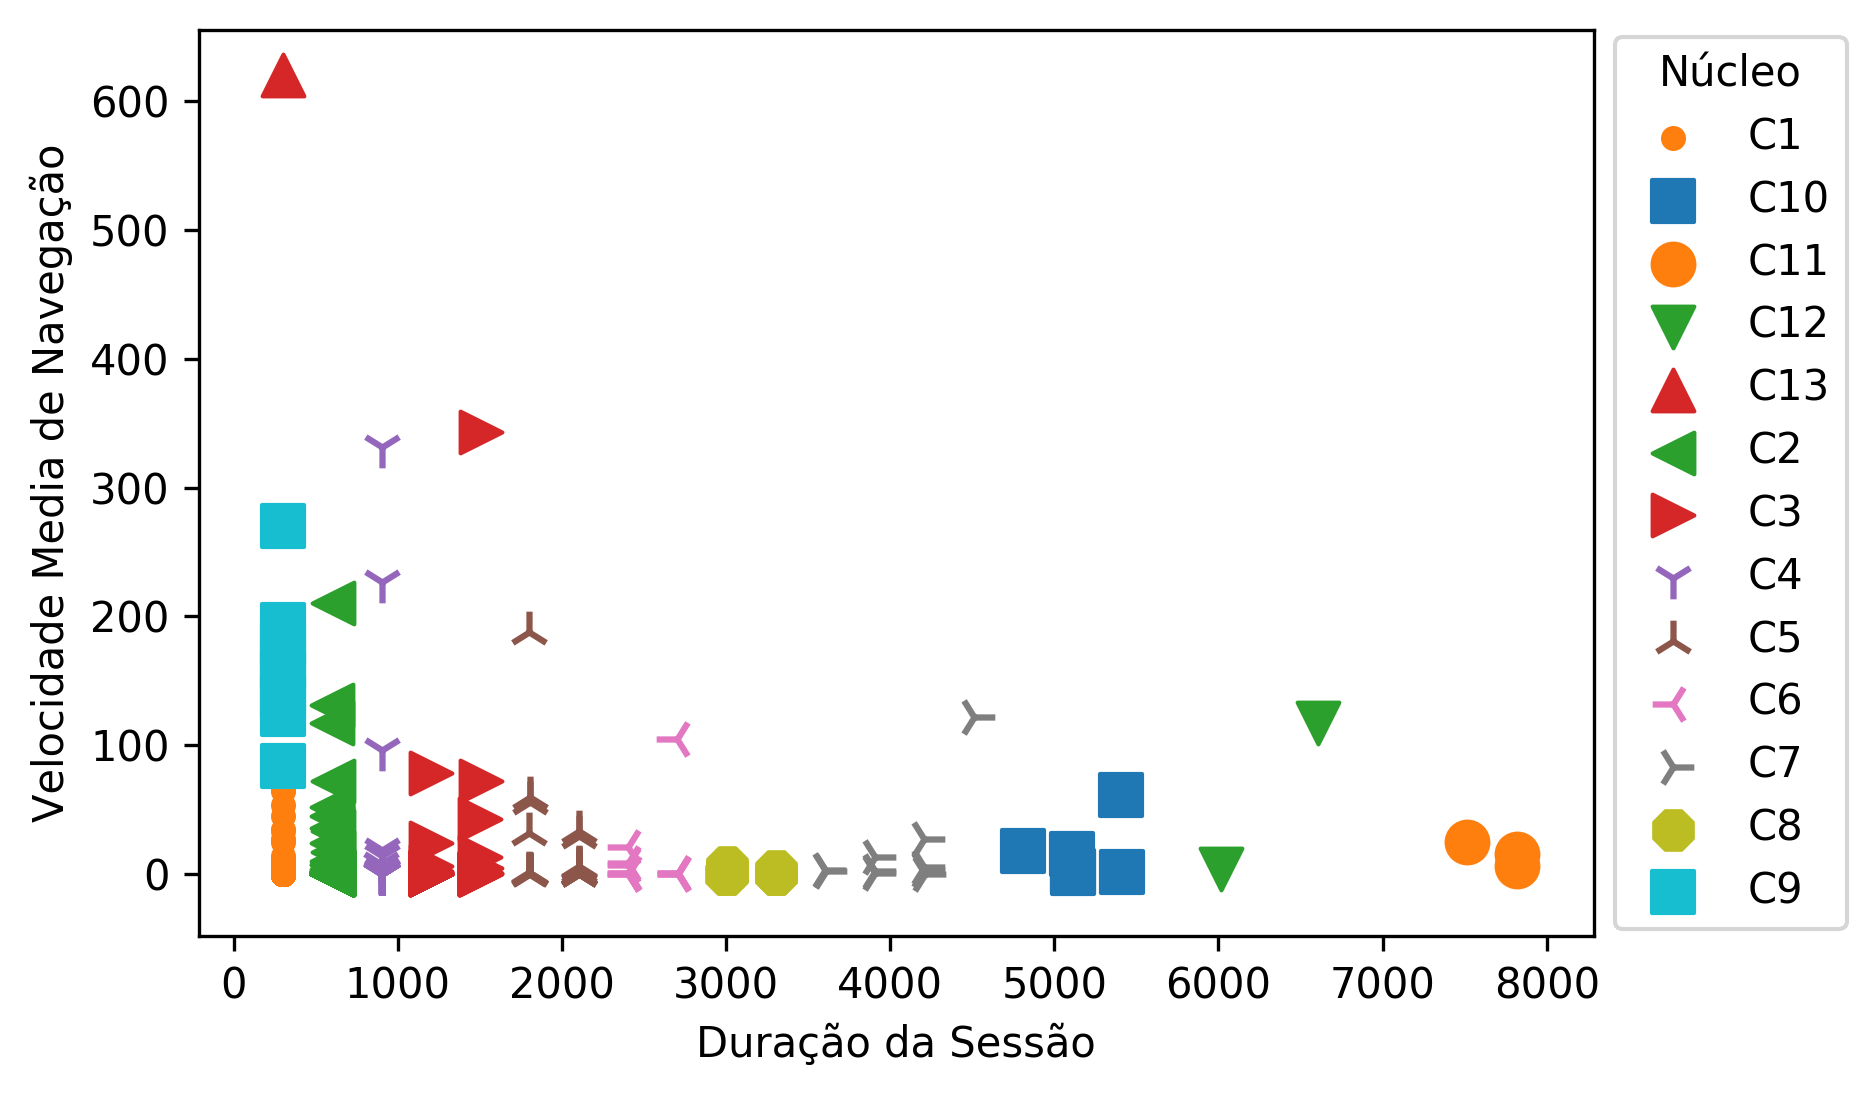 Velocidade Media de Navegação
600
500
400
300
200
100
0
0 1000 2000 3000 4000 5000 6000 7000 8000
Duração da Sessão
Núcleo
C1
C10
C11
C12
C13
C2
C3
C4
C5
C6
C7
C8
C9